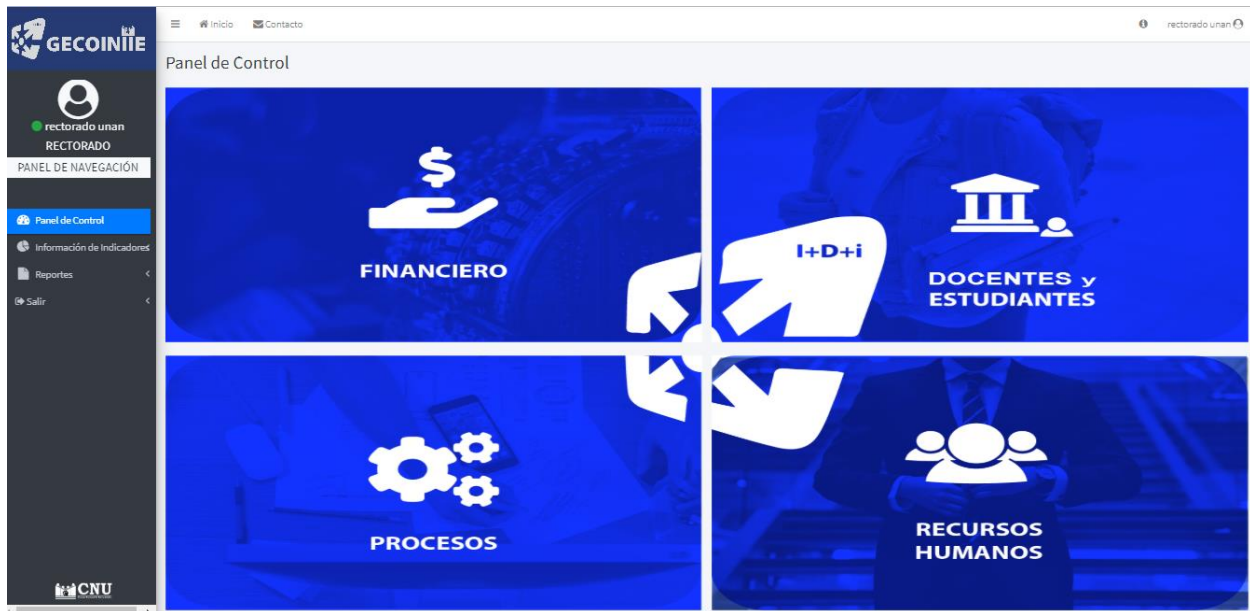 GECOINIIE
Inicio
Contacto
rectorado unan
rectorado unan
RECTORADO
PANEL DE NAVEGACIÓN
Panel de Control
Información de Indicadores
Reportes
Salir
CNU
Panel de Control
FINANCIERO
I+D+i
DOCENTES y
ESTUDIANTES
PROCESOS
RECURSOS
HUMANOS